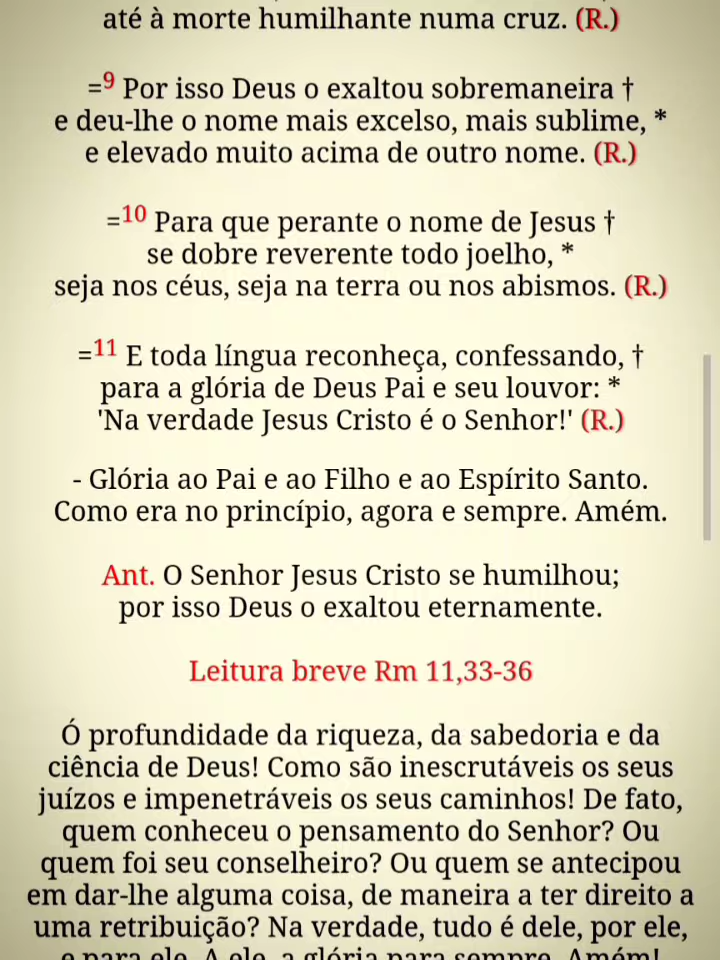 até à morte humilhante numa cruz. (R.)
=9 Por isso Deus o exaltou sobremaneira †
e deu-lhe o nome mais excelso, mais sublime, *
e elevado muito acima de outro nome. (R.)
=10 Para que perante o nome de Jesus †
se dobre reverente todo joelho, *
seja nos céus, seja na terra ou nos abismos. (R.)
=11 E toda língua reconheça, confessando, †
para a glória de Deus Pai e seu louvor: *
'Na verdade Jesus Cristo é o Senhor!' (R.)
- Glória ao Pai e ao Filho e ao Espírito Santo.
Como era no princípio, agora e sempre. Amém.
Ant. O Senhor Jesus Cristo se humilhou;
por isso Deus o exaltou eternamente.
Leitura breve Rm 11,33-36
Ó profundidade da riqueza, da sabedoria e da
ciência de Deus! Como são inescrutáveis os seus
juízos e impenetráveis os seus caminhos! De fato,
quem conheceu o pensamento do Senhor? Ou
quem foi seu conselheiro? Ou quem se antecipou
em dar-lhe alguma coisa, de maneira a ter direito a
uma retribuição? Na verdade, tudo é dele, por ele,
e para ele. A ele, a glória para sempre. Amém!